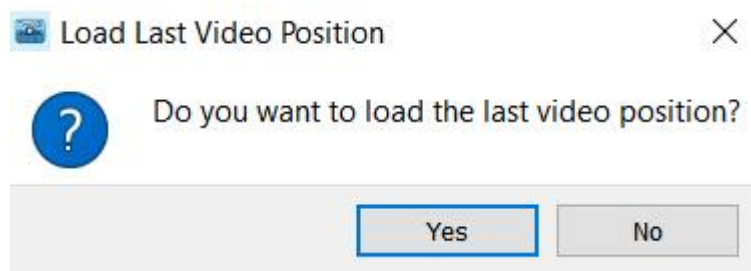 Load Last Video Position
Do you want to load the last video position?
Yes
No